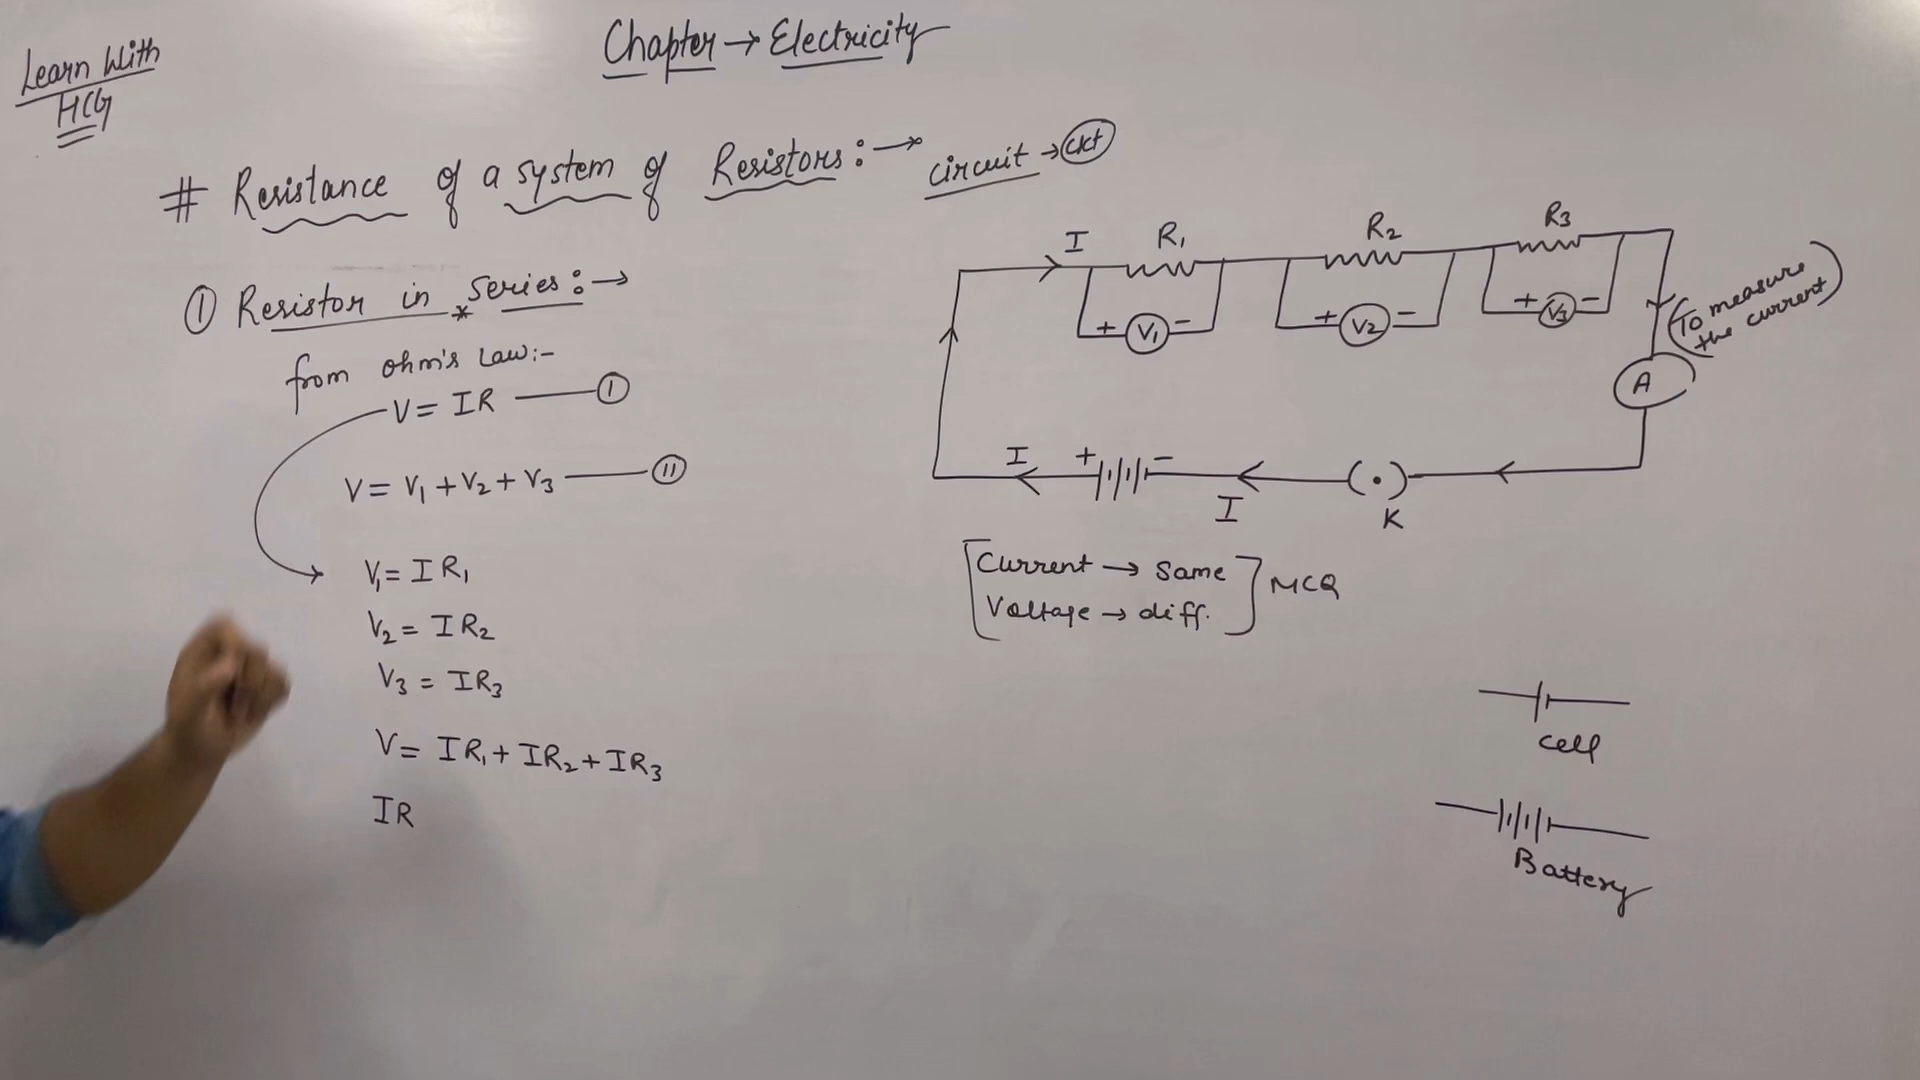 Learn With
HCG
Chapter → Electricity
# Resistance of a system of Resistors :→
circuit → ckt
① Resistor in * series :→
from ohm's Law:-
V = IR —— ①
V = V₁ + V₂ + V₃ —— ⑪
V₁ = IR₁
V₂ = IR₂
V₃ = IR₃
V = IR₁ + IR₂ + IR₃
IR
I R₁ R₂ R₃
+ V₁ -
+ V₂ -
+ V₃ -
(To measure
the current)
A
I + - I
(•)
K
[Current → same
Voltage → diff.] MCQ
cell
Battery